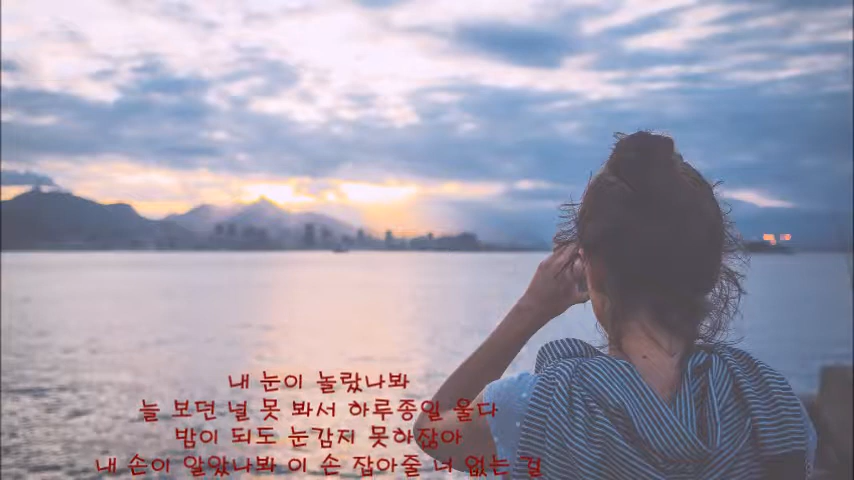 내 눈이 놀랐나봐
늘 보던 널 못 봐서 하루종일 울다
밤이 되도 눈감지 못하잖아
내 손이 알았나봐 이 손 잡아줄 너 없는 걸